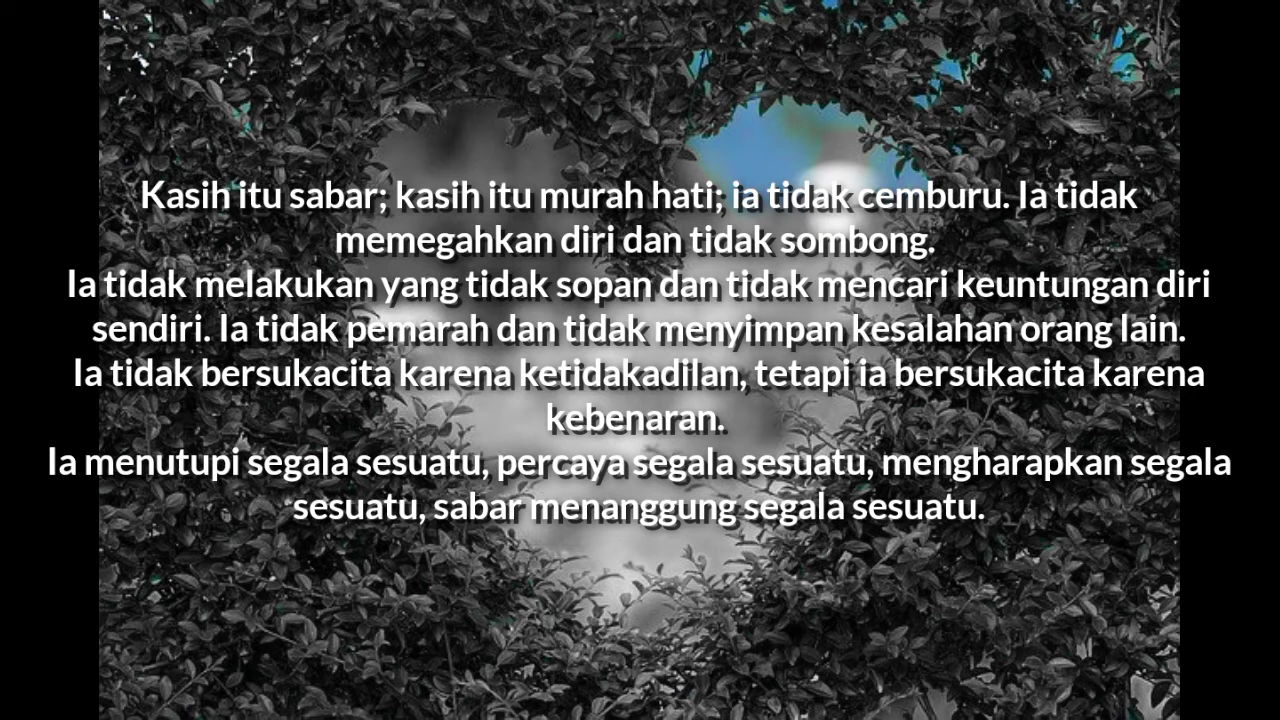 Kasih itu sabar; kasih itu murah hati; ia tidak cemburu. Ia tidak
memegahkan diri dan tidak sombong.
Ia tidak melakukan yang tidak sopan dan tidak mencari keuntungan diri
sendiri. Ia tidak pemarah dan tidak menyimpan kesalahan orang lain.
Ia tidak bersukacita karena ketidakadilan, tetapi ia bersukacita karena
kebenaran.
Ia menutupi segala sesuatu, percaya segala sesuatu, mengharapkan segala
sesuatu, sabar menanggung segala sesuatu.